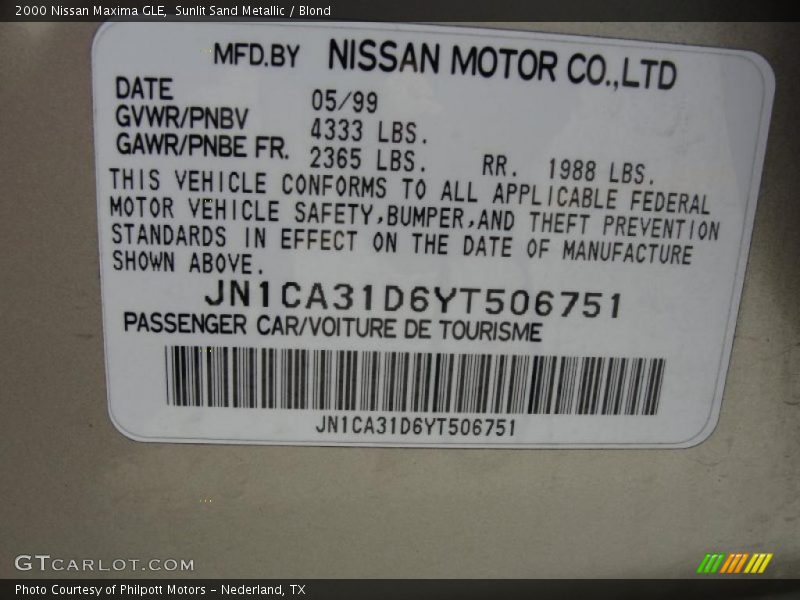 2000 Nissan Maxima GLE, Sunlit Sand Metallic / Blond
MFD.BY NISSAN MOTOR CO.,LTD
DATE 05/99
GVWR/PNBV 4333 LBS.
GAWR/PNBE FR. 2365 LBS. RR. 1988 LBS.
THIS VEHICLE CONFORMS TO ALL APPLICABLE FEDERAL
MOTOR VEHICLE SAFETY,BUMPER,AND THEFT PREVENTION
STANDARDS IN EFFECT ON THE DATE OF MANUFACTURE
SHOWN ABOVE.
JN1CA31D6YT506751
PASSENGER CAR/VOITURE DE TOURISME
JN1CA31D6YT506751
GTCARLOT.COM
Photo Courtesy of Philpott Motors - Nederland, TX